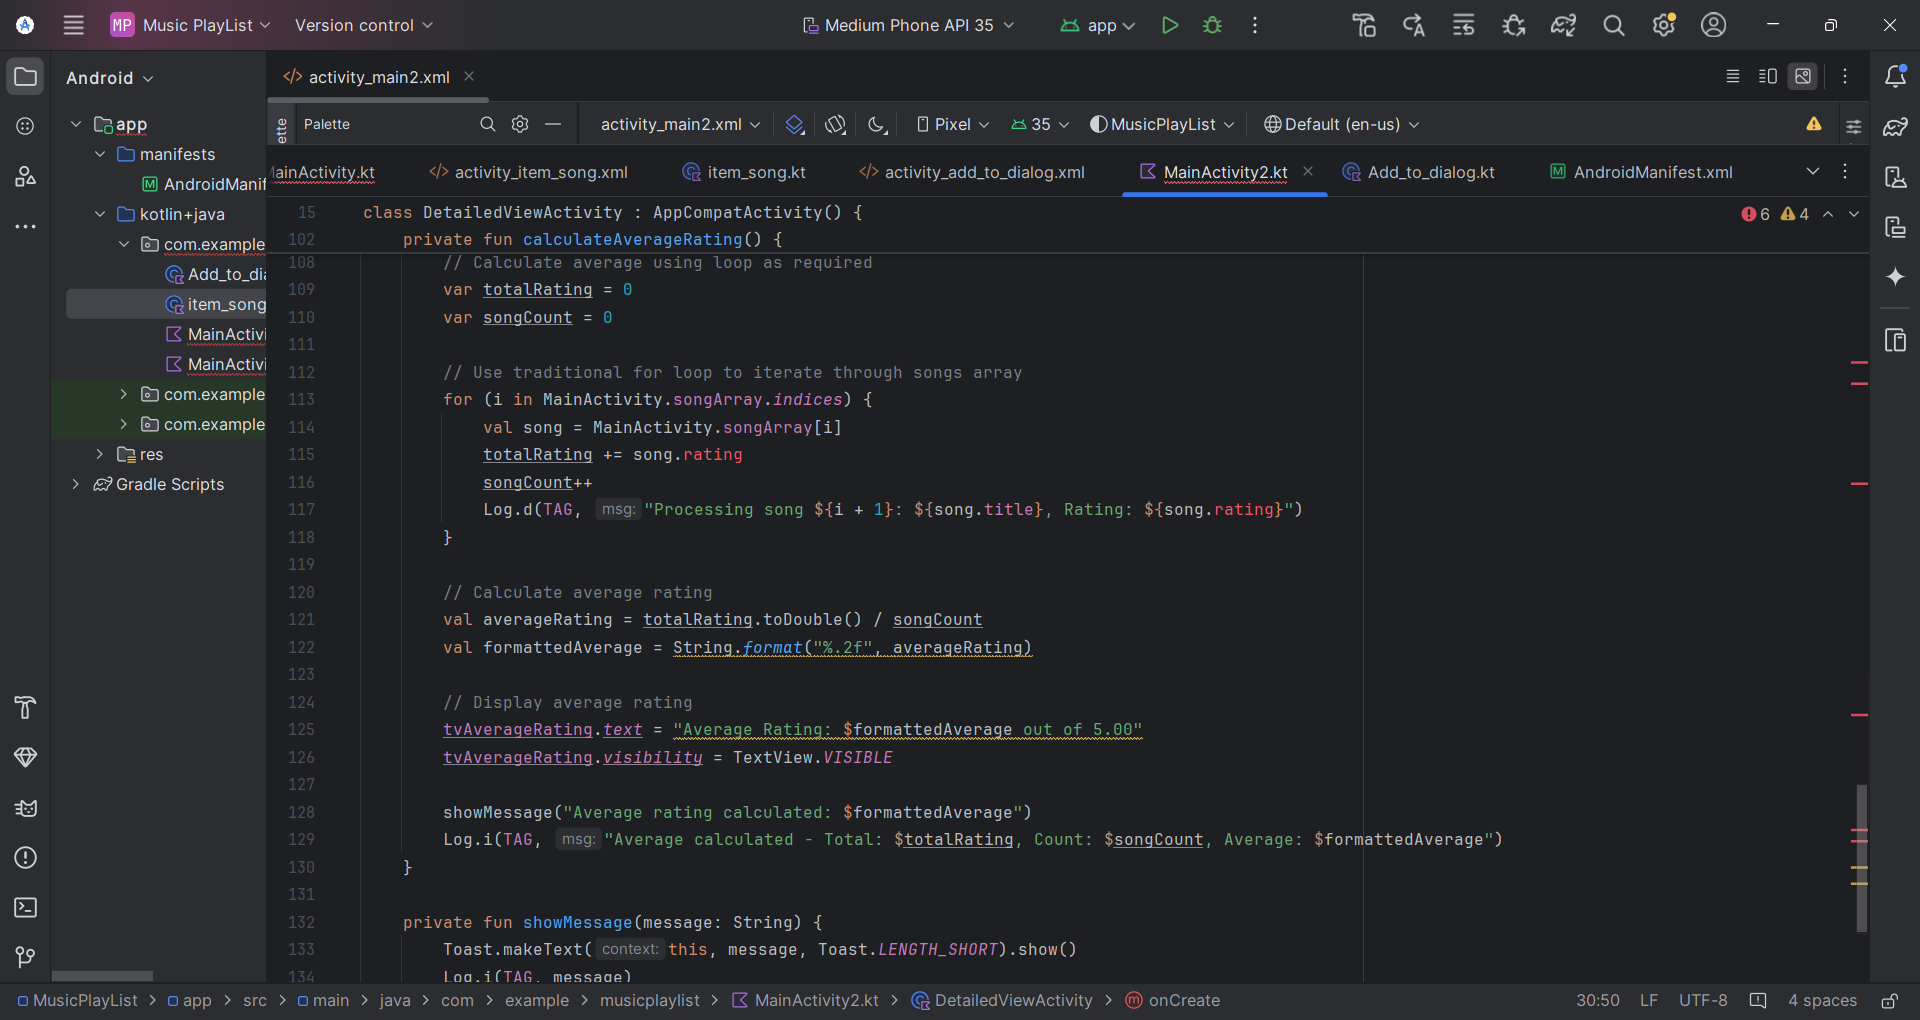 MP Music PlayList Version control Medium Phone API 35 app
Android
activity_main2.xml
Palette
activity_main2.xml Pixel 35 MusicPlayList Default (en-us)
app
manifests
AndroidManif
kotlin+java
com.example
Add_to_dia
item_song
MainActivi
MainActivi
com.example
com.example
res
Gradle Scripts
MainActivity.kt activity_item_song.xml item_song.kt activity_add_to_dialog.xml MainActivity2.kt Add_to_dialog.kt AndroidManifest.xml
6 4
15 class DetailedViewActivity : AppCompatActivity() {
102 private fun calculateAverageRating() {
108 // Calculate average using loop as required
109 var totalRating = 0
110 var songCount = 0
111
112 // Use traditional for loop to iterate through songs array
113 for (i in MainActivity.songArray.indices) {
114 val song = MainActivity.songArray[i]
115 totalRating += song.rating
116 songCount++
117 Log.d(TAG, msg: "Processing song ${i + 1}: ${song.title}, Rating: ${song.rating}")
118 }
119
120 // Calculate average rating
121 val averageRating = totalRating.toDouble() / songCount
122 val formattedAverage = String.format("%.2f", averageRating)
123
124 // Display average rating
125 tvAverageRating.text = "Average Rating: $formattedAverage out of 5.00"
126 tvAverageRating.visibility = TextView.VISIBLE
127
128 showMessage("Average rating calculated: $formattedAverage")
129 Log.i(TAG, msg: "Average calculated - Total: $totalRating, Count: $songCount, Average: $formattedAverage")
130 }
131
132 private fun showMessage(message: String) {
133 Toast.makeText( context: this, message, Toast.LENGTH_SHORT).show()
134 Log.i(TAG, message)
MusicPlayList > app > src > main > java > com > example > musicplaylist > MainActivity2.kt > DetailedViewActivity > onCreate 30:50 LF UTF-8 4 spaces